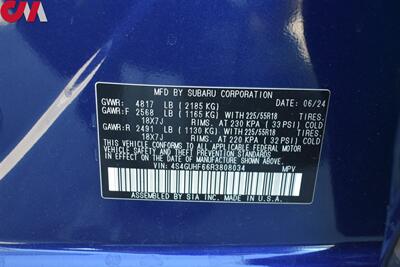 MFD BY SUBARU CORPORATION
GVWR: 4817 LB (2185 KG) DATE: 06/24
GAWR:F 2568 LB (1165 KG) WITH 225/55R18 TIRES.
18X7J RIMS. AT 230 KPA (33 PSI) COLD
GAWR:R 2491 LB (1130 KG) WITH 225/55R18 TIRES.
18X7J RIMS. AT 220 KPA (32 PSI) COLD
THIS VEHICLE CONFORMS TO ALL APPLICABLE FEDERAL MOTOR
VEHICLE SAFETY AND BUMPER STANDARDS IN EFFECT ON THE
DATE OF MANUFACTURE SHOWN ABOVE.
VIN: 4S4GUHF66R3808034 MPV
VEHICLE ASSEMBLED BY SIA INC. MADE IN U.S.A.